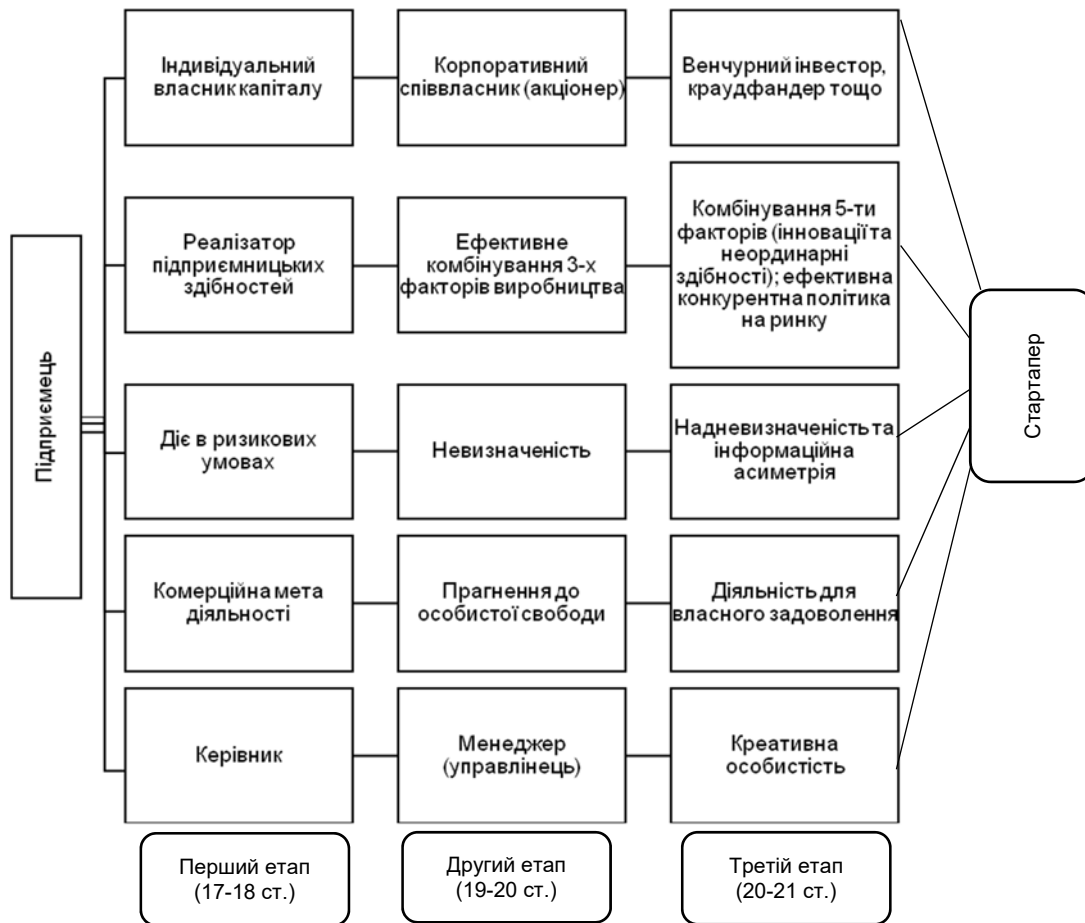 Підприємець
Індивідуальний
власник капіталу
Корпоративний
співвласник (акціонер)
Венчурний інвестор,
краудфандер тощо
Реалізатор
підприємницьких
здібностей
Ефективне
комбінування 3-х
факторів виробництва
Комбінування 5-ти
факторів (інновації та
неординарні
здібності); ефективна
конкурентна політика
на ринку
Діє в ризикових
умовах
Невизначеність
Надневизначеність та
інформаційна
асиметрія
Комерційна мета
діяльності
Прагнення до
особистої свободи
Діяльність для
власного задоволення
Керівник
Менеджер
(управлінець)
Креативна
особистість
Стартапер
Перший етап
(17-18 ст.)
Другий етап
(19-20 ст.)
Третій етап
(20-21 ст.)